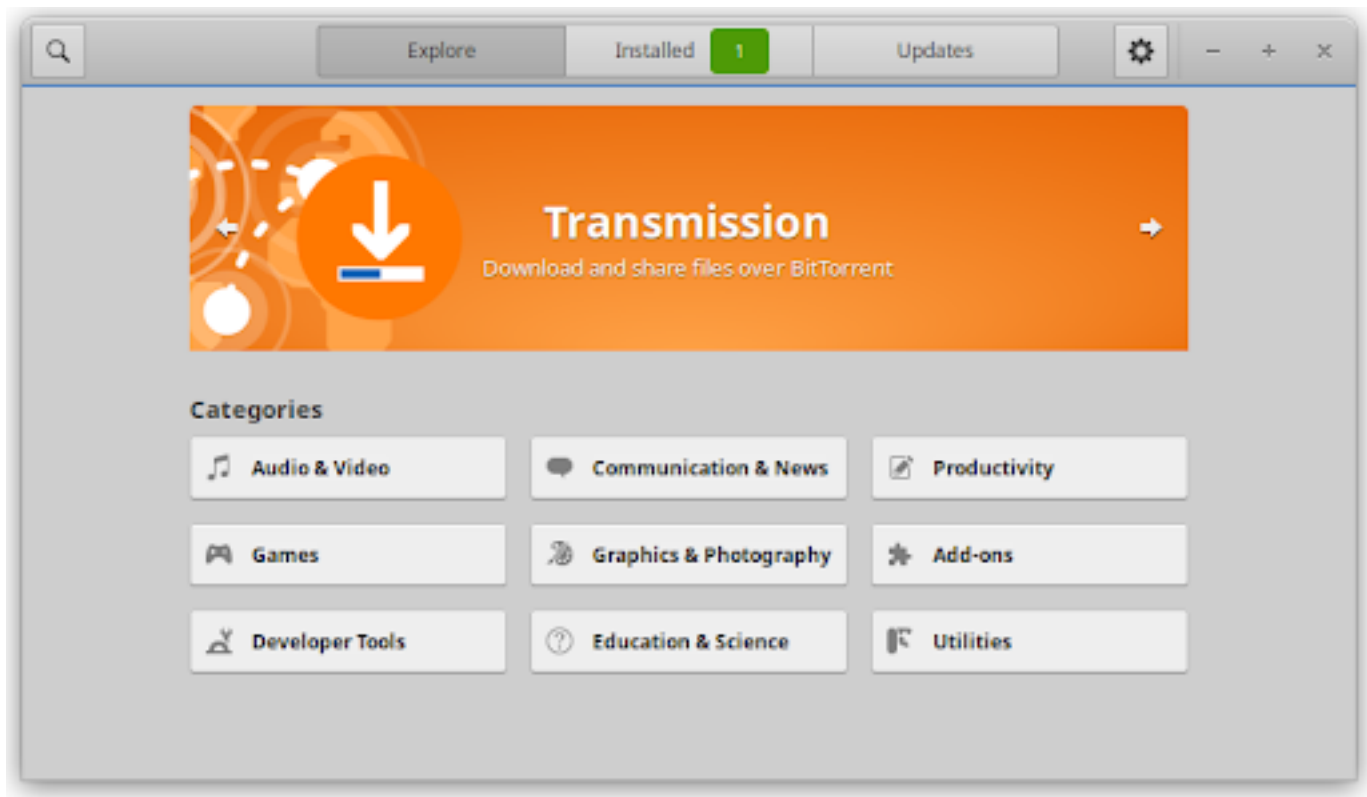 Explore Installed 1 Updates
Transmission
Download and share files over BitTorrent
Categories
Audio & Video Communication & News Productivity
Games Graphics & Photography Add-ons
Developer Tools Education & Science Utilities